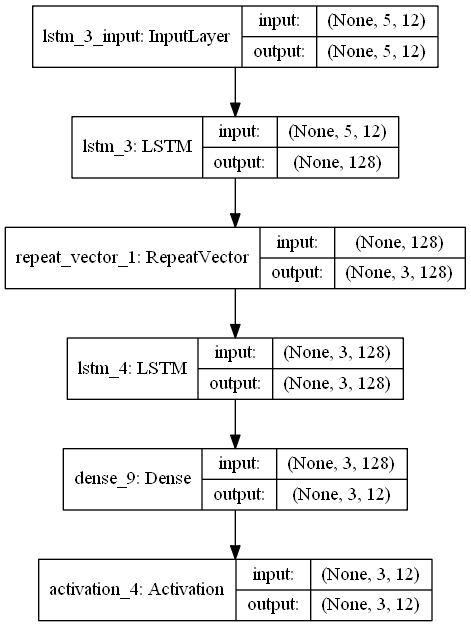 lstm_3_input: InputLayer
input: (None, 5, 12)
output: (None, 5, 12)
lstm_3: LSTM
input: (None, 5, 12)
output: (None, 128)
repeat_vector_1: RepeatVector
input: (None, 128)
output: (None, 3, 128)
lstm_4: LSTM
input: (None, 3, 128)
output: (None, 3, 128)
dense_9: Dense
input: (None, 3, 128)
output: (None, 3, 12)
activation_4: Activation
input: (None, 3, 12)
output: (None, 3, 12)